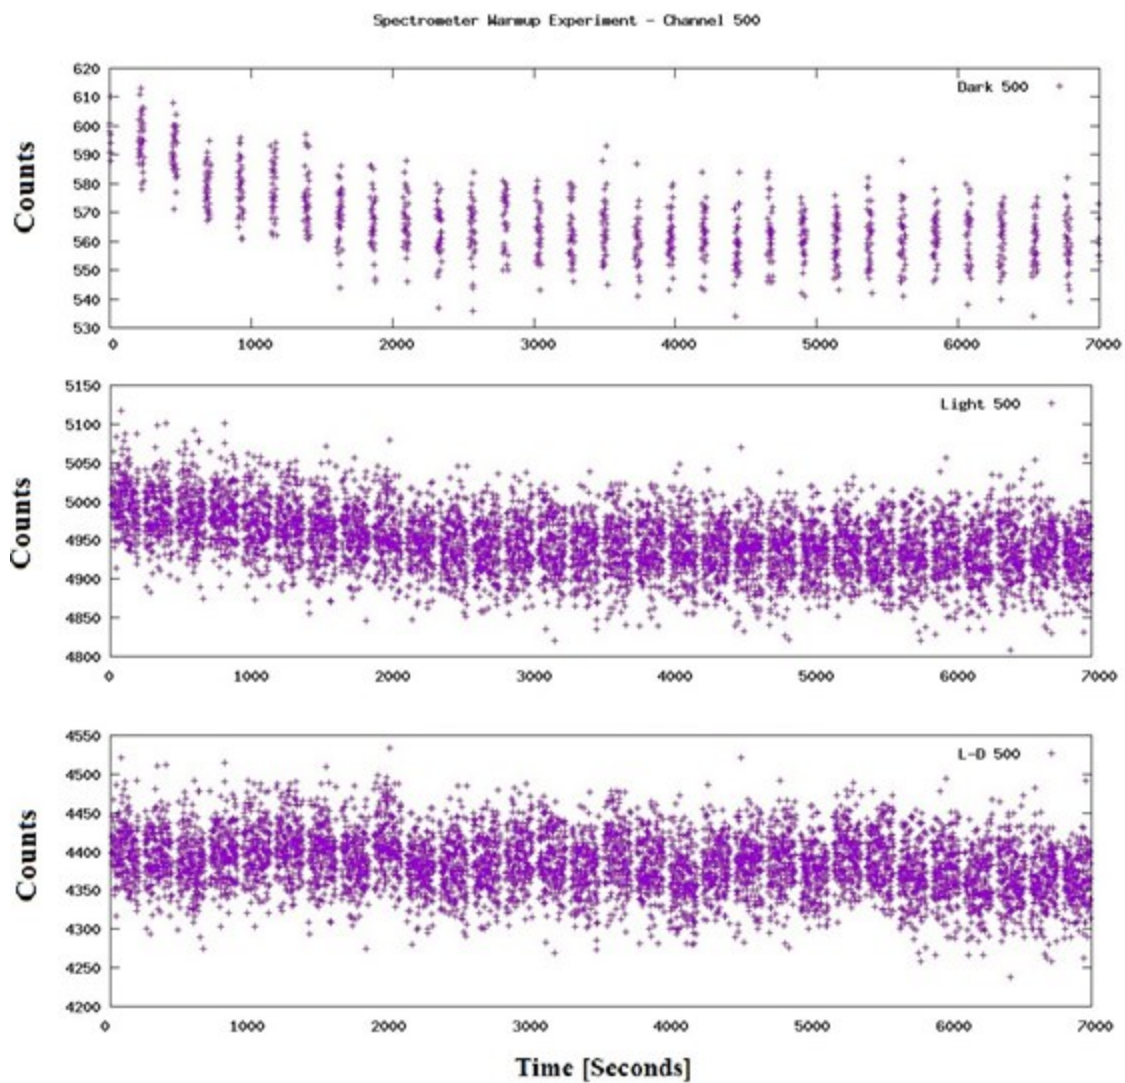 Spectrometer Warmup Experiment - Channel 500
620
610
600
590
580
570
560
550
540
530
Counts
Dark 500
0 1000 2000 3000 4000 5000 6000 7000
5150
5100
5050
5000
4950
4900
4850
4800
Counts
Light 500
0 1000 2000 3000 4000 5000 6000 7000
4550
4500
4450
4400
4350
4300
4250
4200
Counts
L-D 500
0 1000 2000 3000 4000 5000 6000 7000
Time [Seconds]